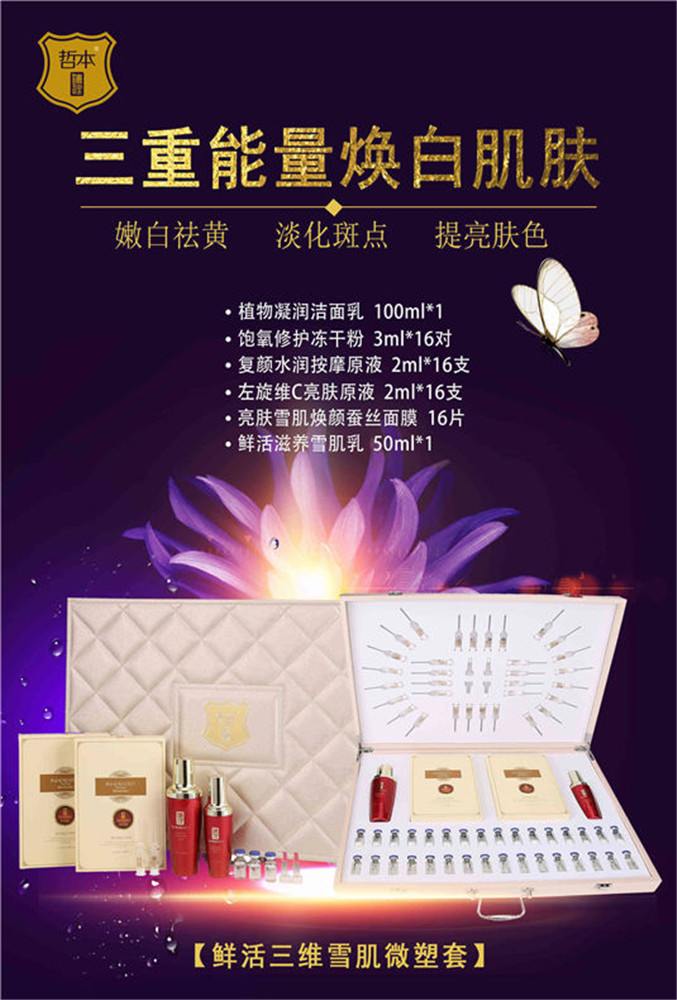 哲本
三重能量焕白肌肤
嫩白祛黄 淡化斑点 提亮肤色
• 植物凝润洁面乳 100ml*1
• 饱氧修护冻干粉 3ml*16对
• 复颜水润按摩原液 2ml*16支
• 左旋维C亮肤原液 2ml*16支
• 亮肤雪肌焕颜蚕丝面膜 16片
• 鲜活滋养雪肌乳 50ml*1
【鲜活三维雪肌微塑套】